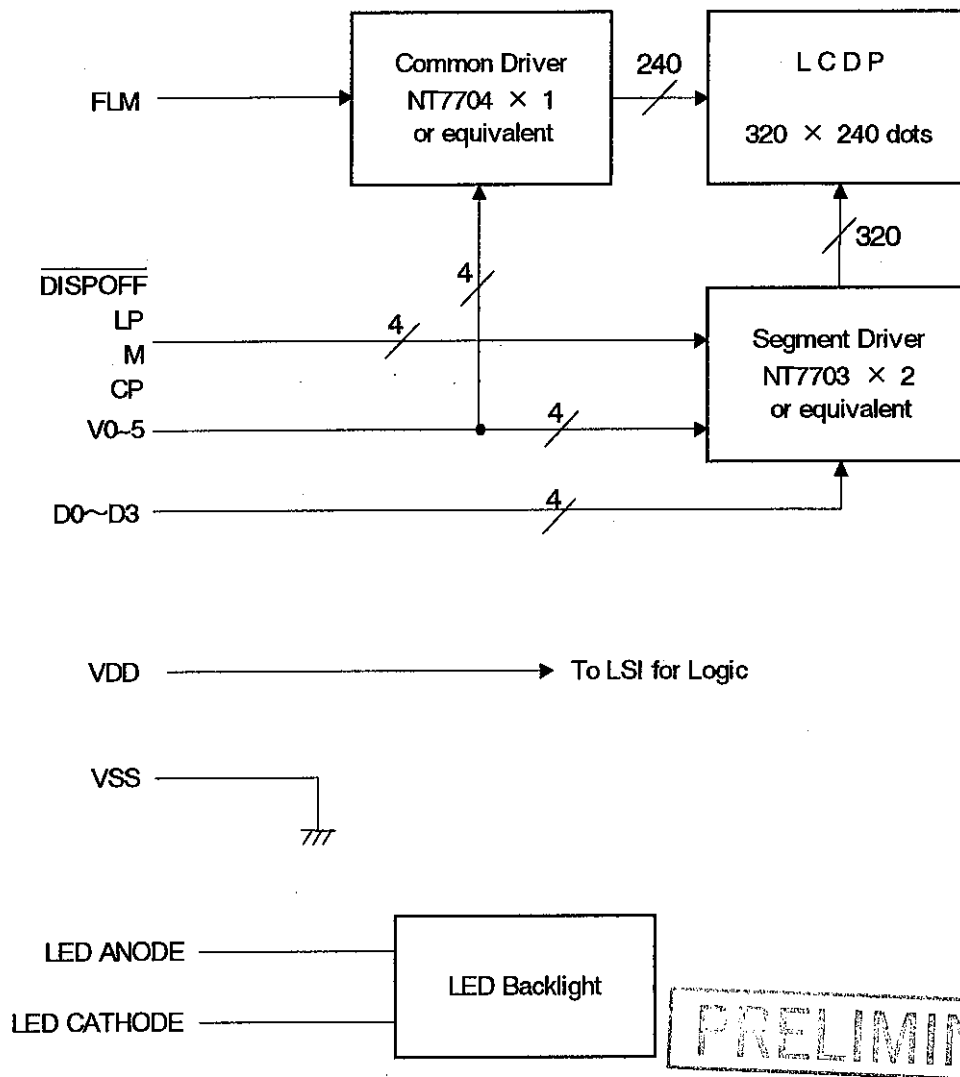 Common Driver
NT7704 × 1
or equivalent
240
L C D P
320 × 240 dots
FLM
320
DISPOFF
LP
M
CP
V0~5
4
4
4
Segment Driver
NT7703 × 2
or equivalent
D0～D3
4
VDD
To LSI for Logic
VSS
LED ANODE
LED CATHODE
LED Backlight
PRELIMIN